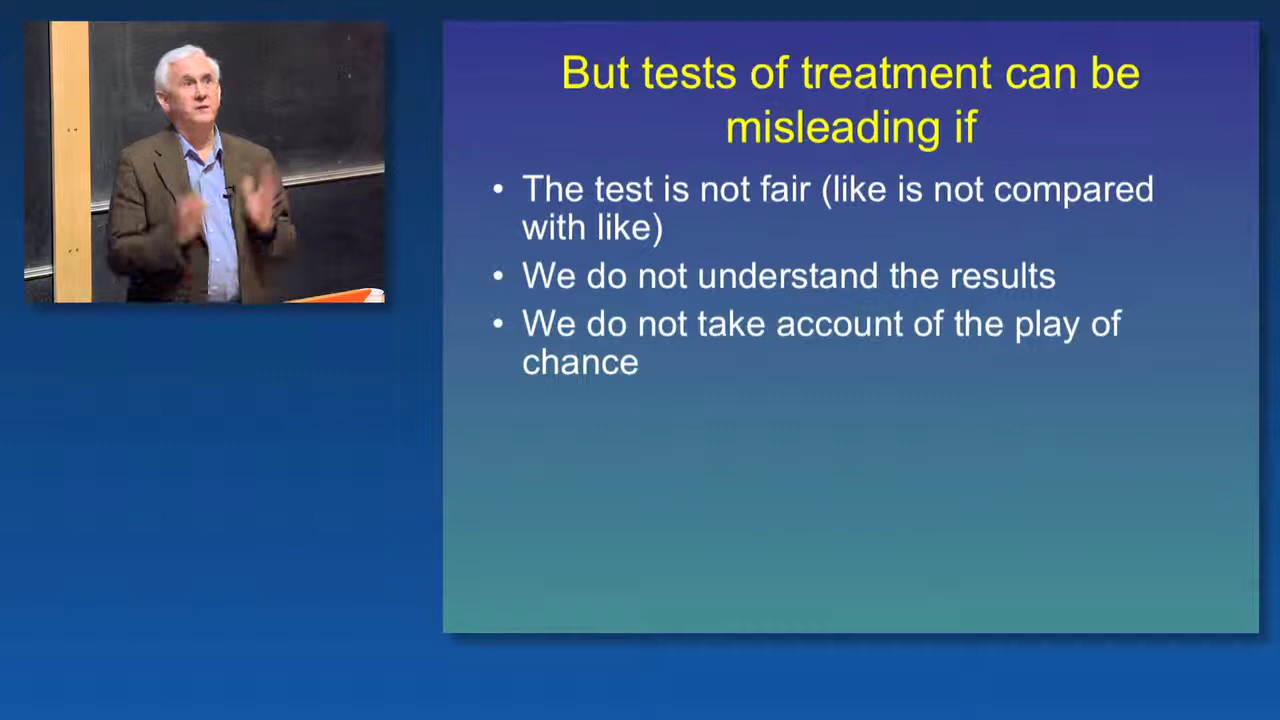 But tests of treatment can be
misleading if
• The test is not fair (like is not compared
with like)
• We do not understand the results
• We do not take account of the play of
chance